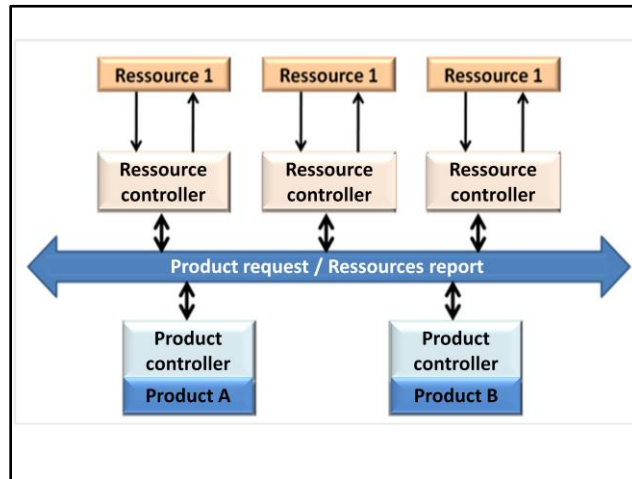 Ressource 1
Ressource 1
Ressource 1
Ressource
controller
Ressource
controller
Ressource
controller
Product request / Ressources report
Product
controller
Product A
Product
controller
Product B